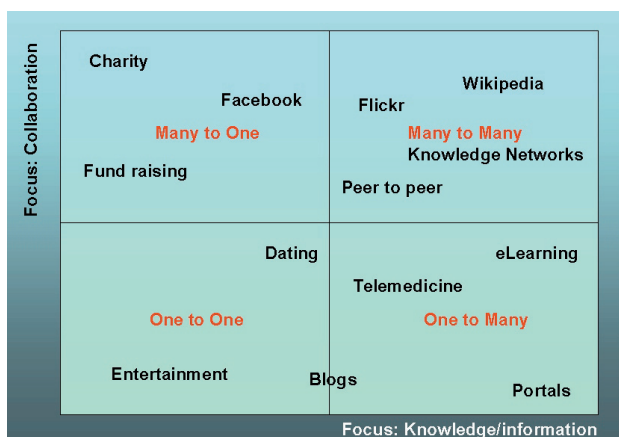 Focus: Collaboration
Charity
Facebook
Many to One
Fund raising
Wikipedia
Flickr
Many to Many
Knowledge Networks
Peer to peer
Dating
One to One
Entertainment
Blogs
eLearning
Telemedicine
One to Many
Portals
Focus: Knowledge/information